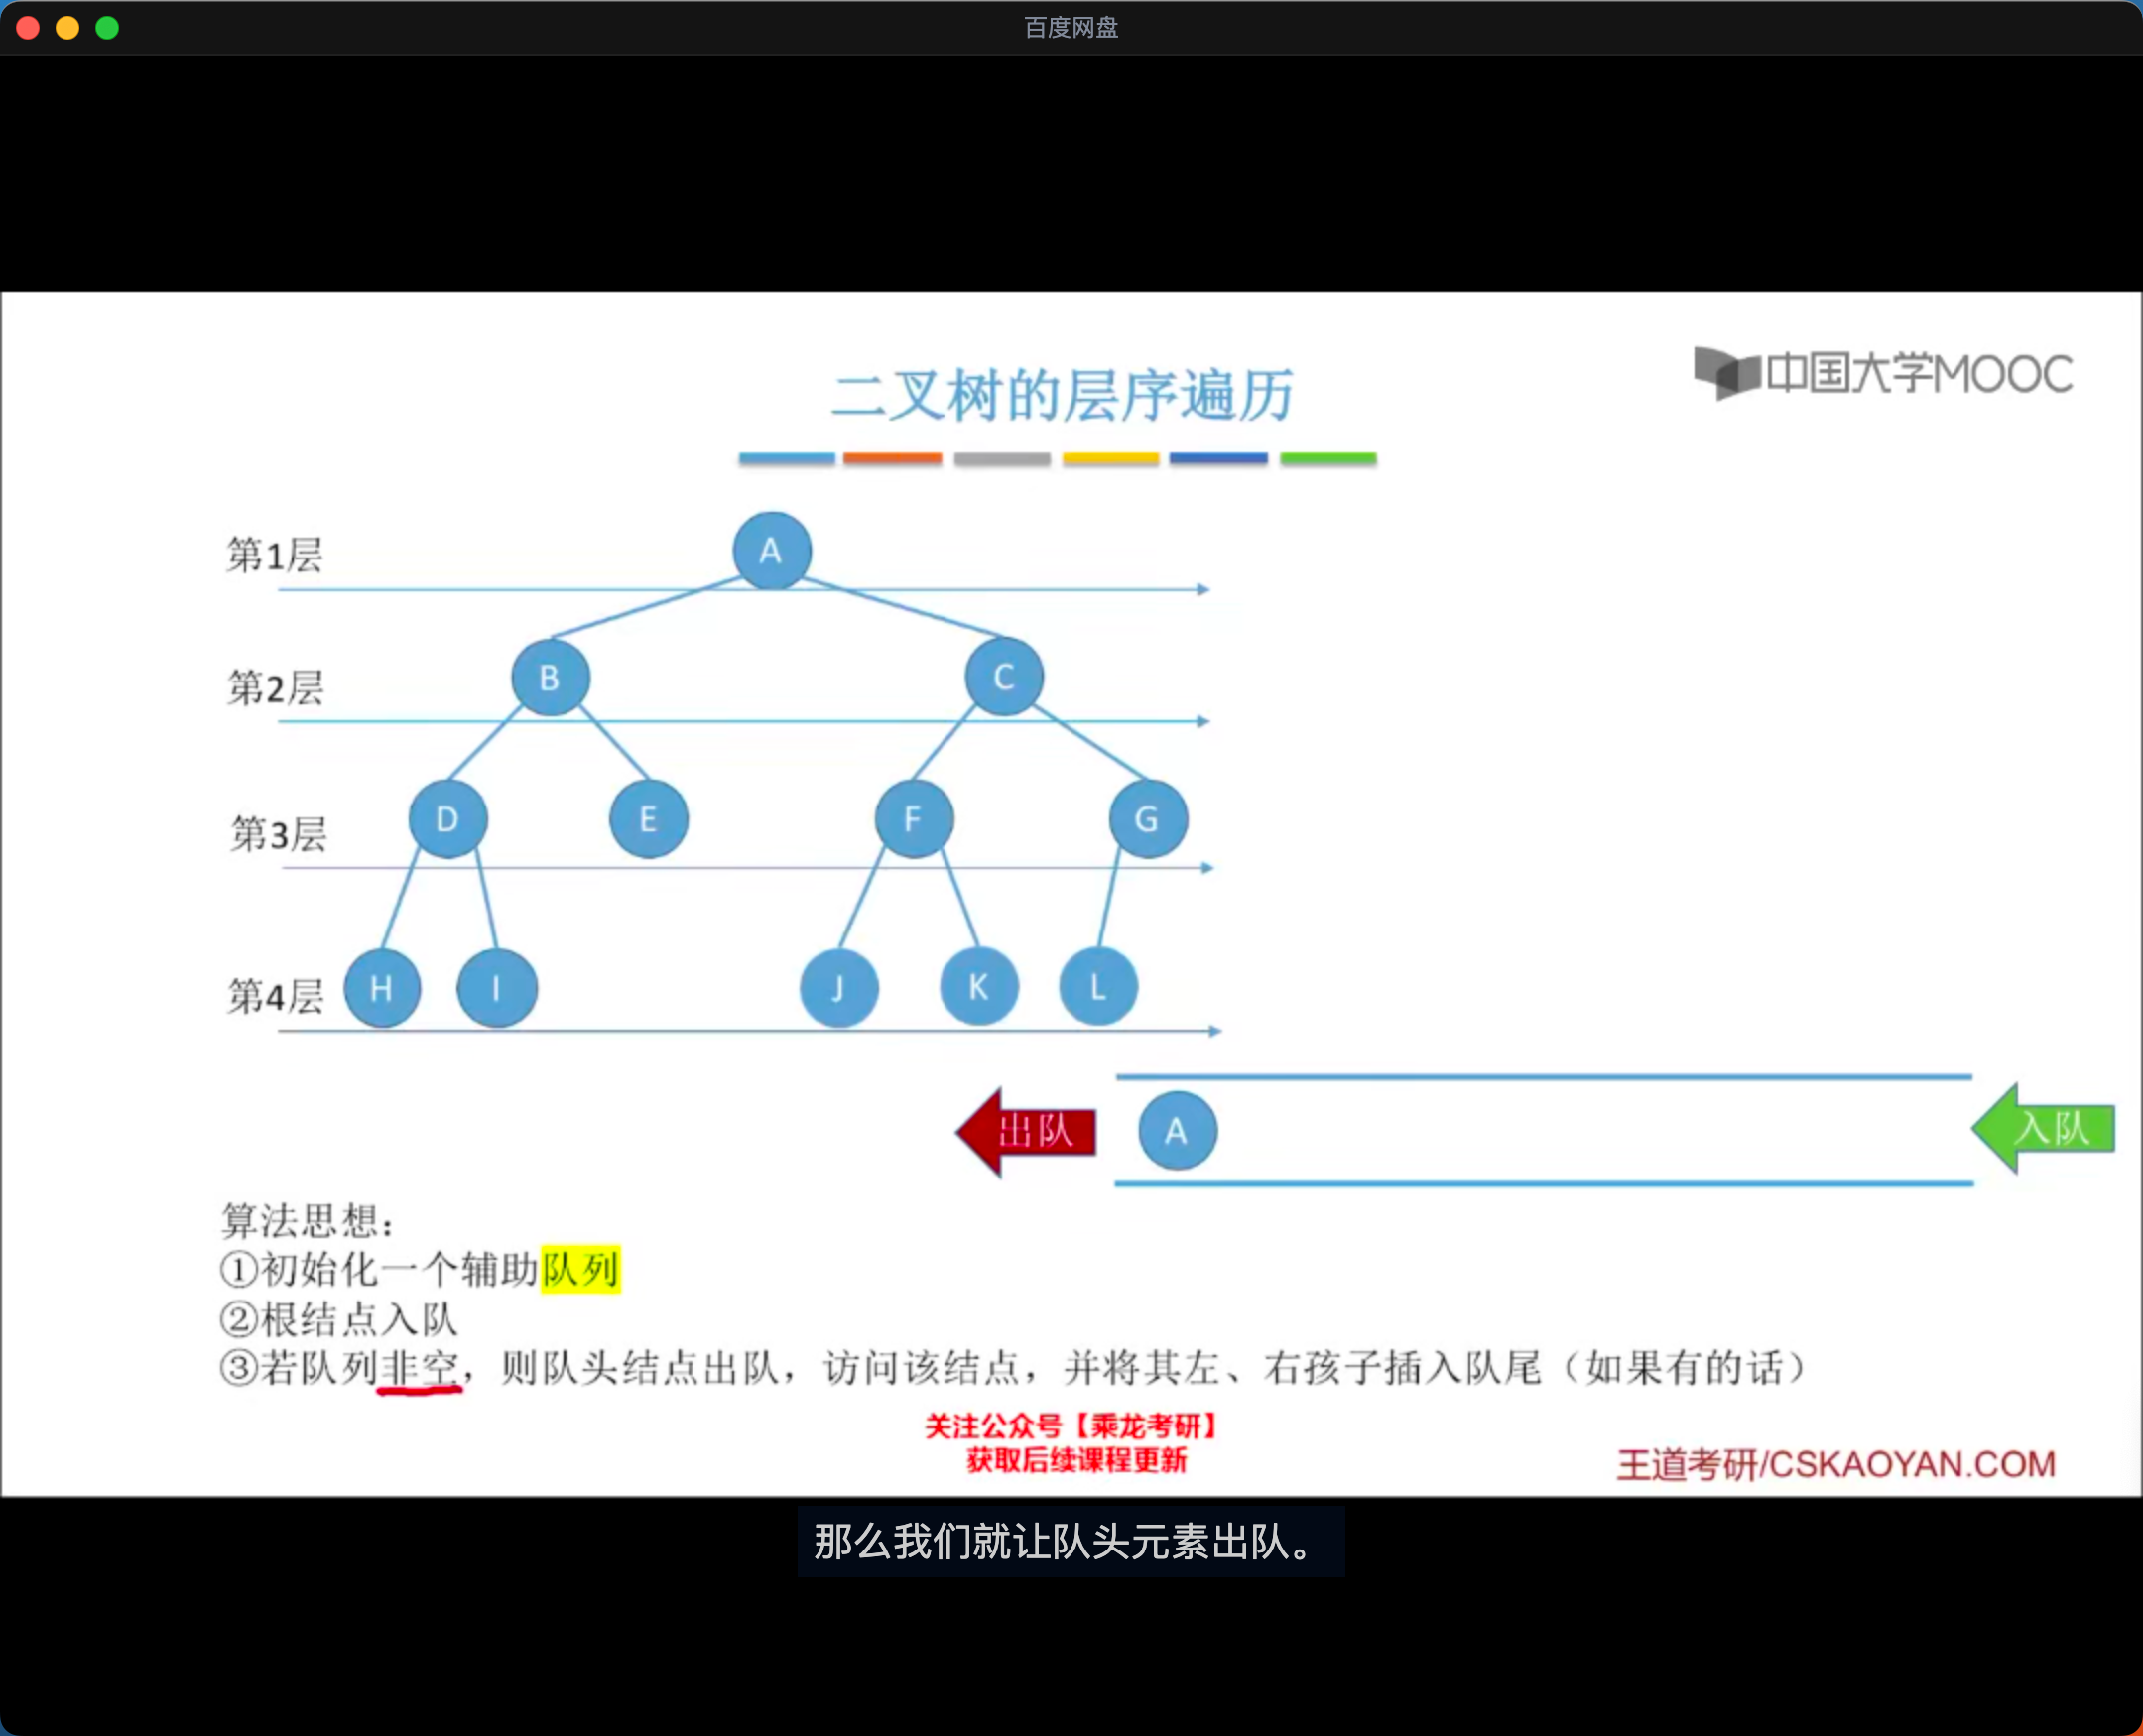 百度网盘
中国大学MOOC
二叉树的层序遍历
第1层
A
第2层
B
C
第3层
D
E
F
G
第4层
H
I
J
K
L
出队
A
入队
算法思想：
①初始化一个辅助队列
②根结点入队
③若队列非空，则队头结点出队，访问该结点，并将其左、右孩子插入队尾（如果有的话）
关注公众号【乘龙考研】
获取后续课程更新
王道考研/CSKAOYAN.COM
那么我们就让队头元素出队。